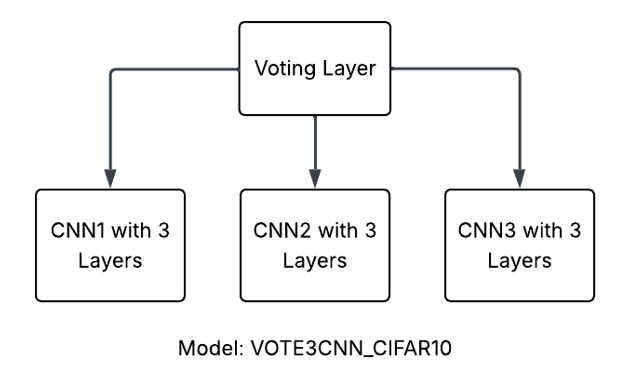 Voting Layer
CNN1 with 3
Layers
CNN2 with 3
Layers
CNN3 with 3
Layers
Model: VOTE3CNN_CIFAR10